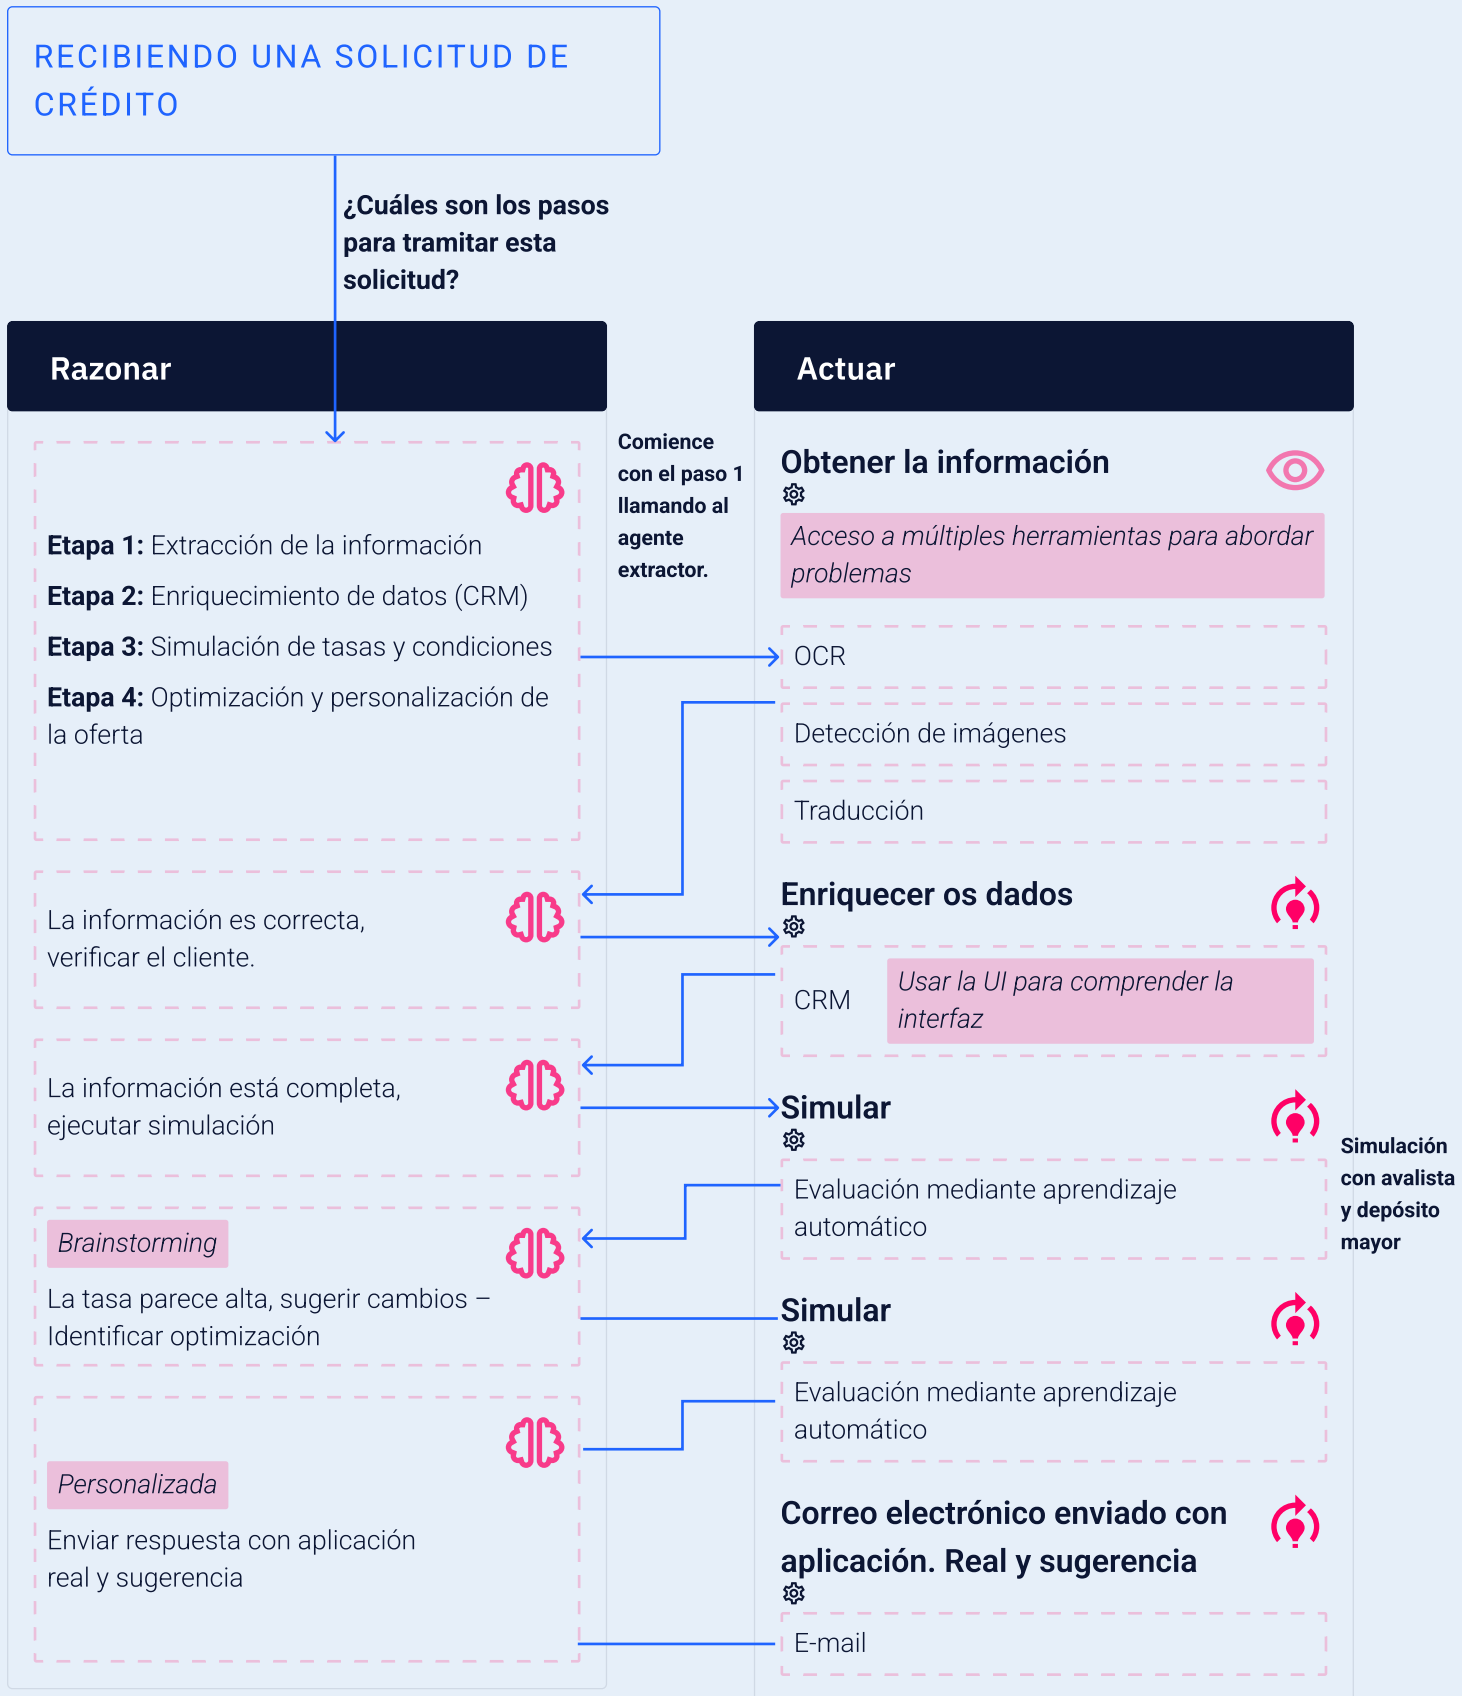 RECIBIENDO UNA SOLICITUD DE
CRÉDITO
¿Cuáles son los pasos
para tramitar esta
solicitud?
Razonar
Etapa 1: Extracción de la información
Etapa 2: Enriquecimiento de datos (CRM)
Etapa 3: Simulación de tasas y condiciones
Etapa 4: Optimización y personalización de
la oferta
Comience
con el paso 1
llamando al
agente
extractor.
La información es correcta,
verificar el cliente.
La información está completa,
ejecutar simulación
Brainstorming
La tasa parece alta, sugerir cambios –
Identificar optimización
Personalizada
Enviar respuesta con aplicación
real y sugerencia
Actuar
Obtener la información
Acceso a múltiples herramientas para abordar
problemas
OCR
Detección de imágenes
Traducción
Enriquecer os dados
CRM
Usar la UI para comprender la
interfaz
Simular
Evaluación mediante aprendizaje
automático
Simulación
con avalista
y depósito
mayor
Simular
Evaluación mediante aprendizaje
automático
Correo electrónico enviado con
aplicación. Real y sugerencia
E-mail